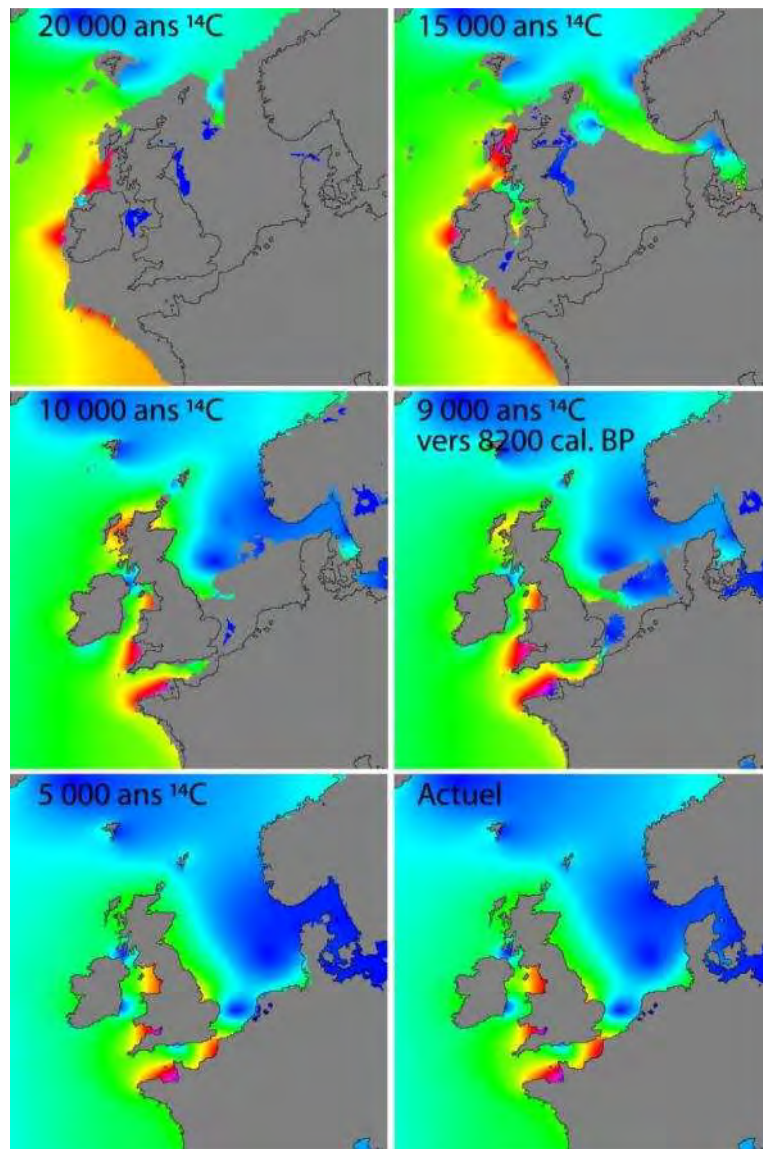 20 000 ans ¹⁴C
15 000 ans ¹⁴C
10 000 ans ¹⁴C
9 000 ans ¹⁴C
vers 8200 cal. BP
5 000 ans ¹⁴C
Actuel